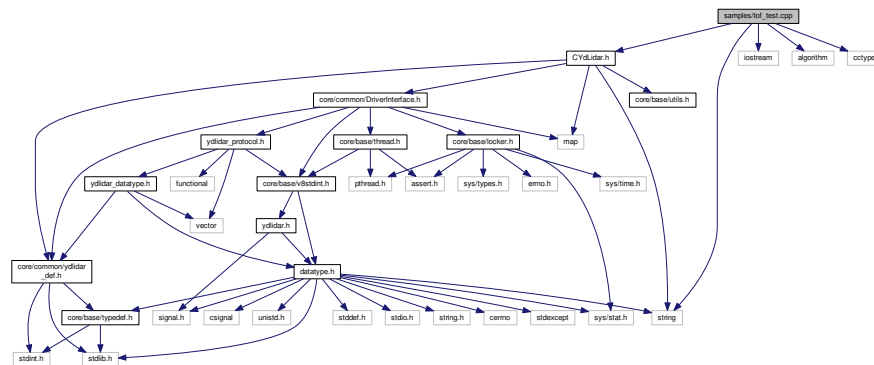 samples/tof_test.cpp
CYdLidar.h
iostream
algorithm
cctype
core/common/DriverInterface.h
core/base/utils.h
ydlidar_protocol.h
core/base/thread.h
core/base/locker.h
map
ydlidar_datatype.h
functional
core/base/v8stdint.h
pthread.h
assert.h
sys/types.h
errno.h
sys/time.h
vector
ydlidar.h
core/common/ydlidar
_def.h
datatype.h
core/base/typedef.h
signal.h
csignal
unistd.h
stddef.h
stdio.h
string.h
cerrno
stdexcept
sys/stat.h
string
stdint.h
stdlib.h